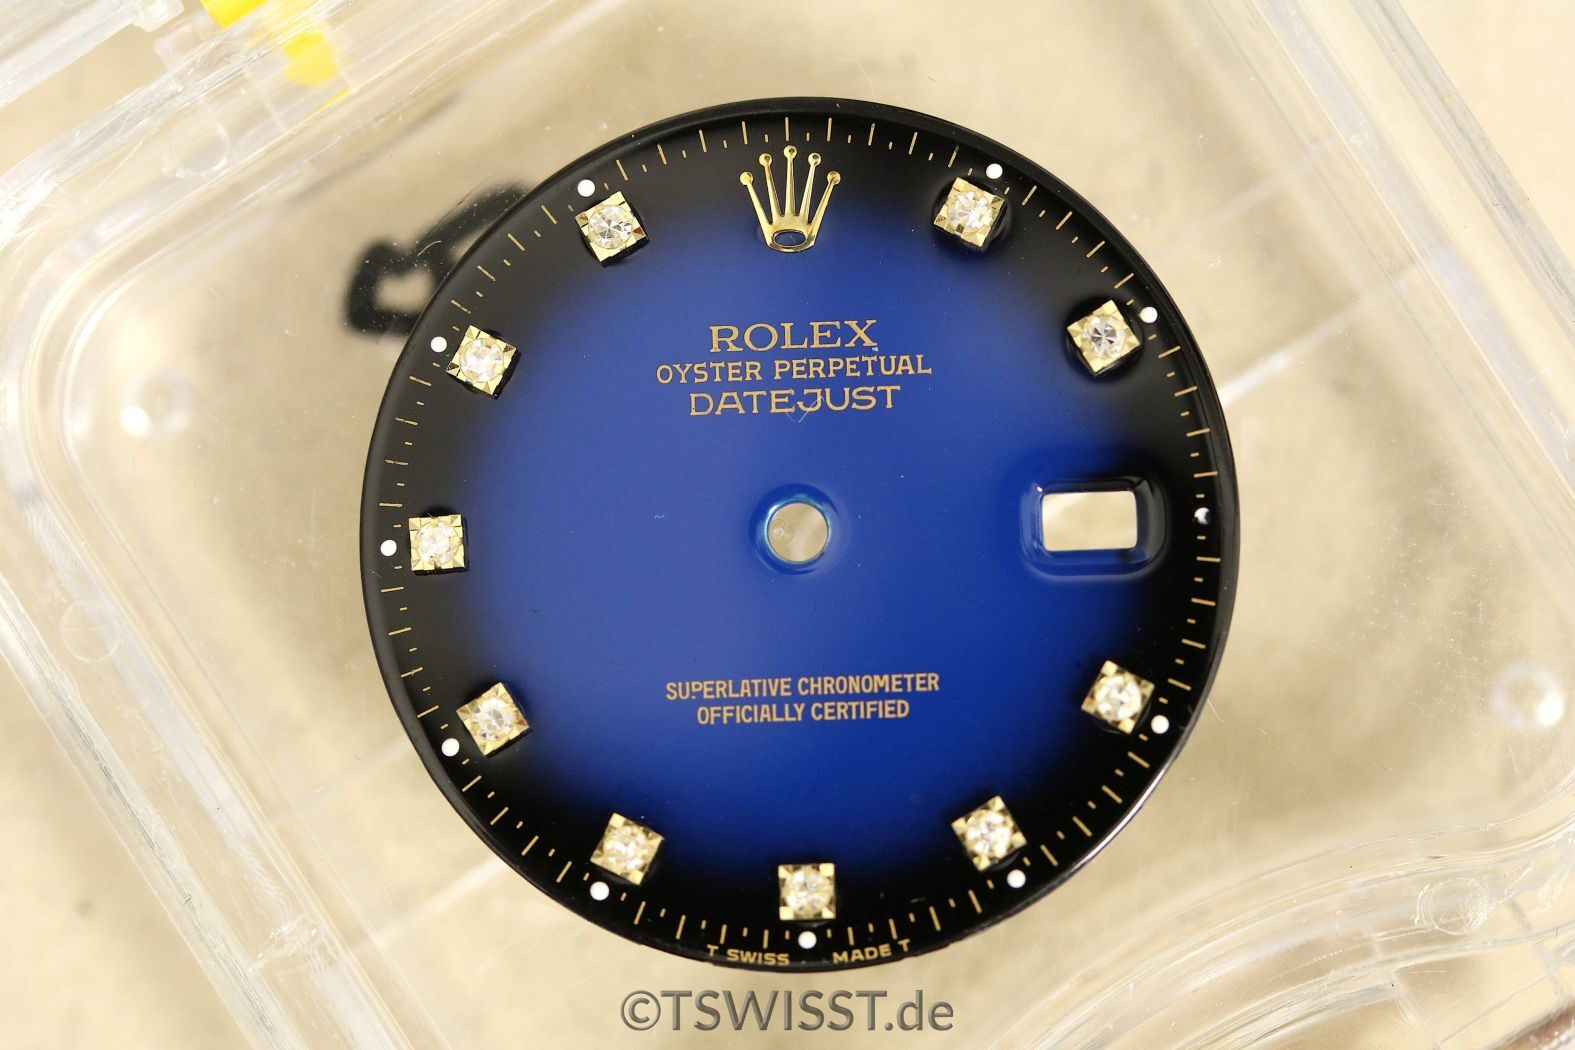 ROLEX
OYSTER PERPETUAL
DATEJUST
SUPERLATIVE CHRONOMETER
OFFICIALLY CERTIFIED
T SWISS MADE T
©TSWISST.de